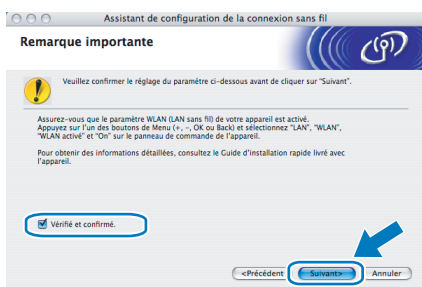 Assistant de configuration de la connexion sans fil
Remarque importante
Veuillez confirmer le réglage du paramètre ci-dessous avant de cliquer sur "Suivant".
Assurez-vous que le paramètre WLAN (LAN sans fil) de votre appareil est activé.
Appuyez sur l'un des boutons de Menu (+, -, OK ou Back) et sélectionnez "LAN", "WLAN",
"WLAN activé" et "On" sur le panneau de commande de l'appareil.
Pour obtenir des informations détaillées, consultez le Guide d'installation rapide livré avec
l'appareil.
Vérifié et confirmé.
<Précédent Suivant> Annuler